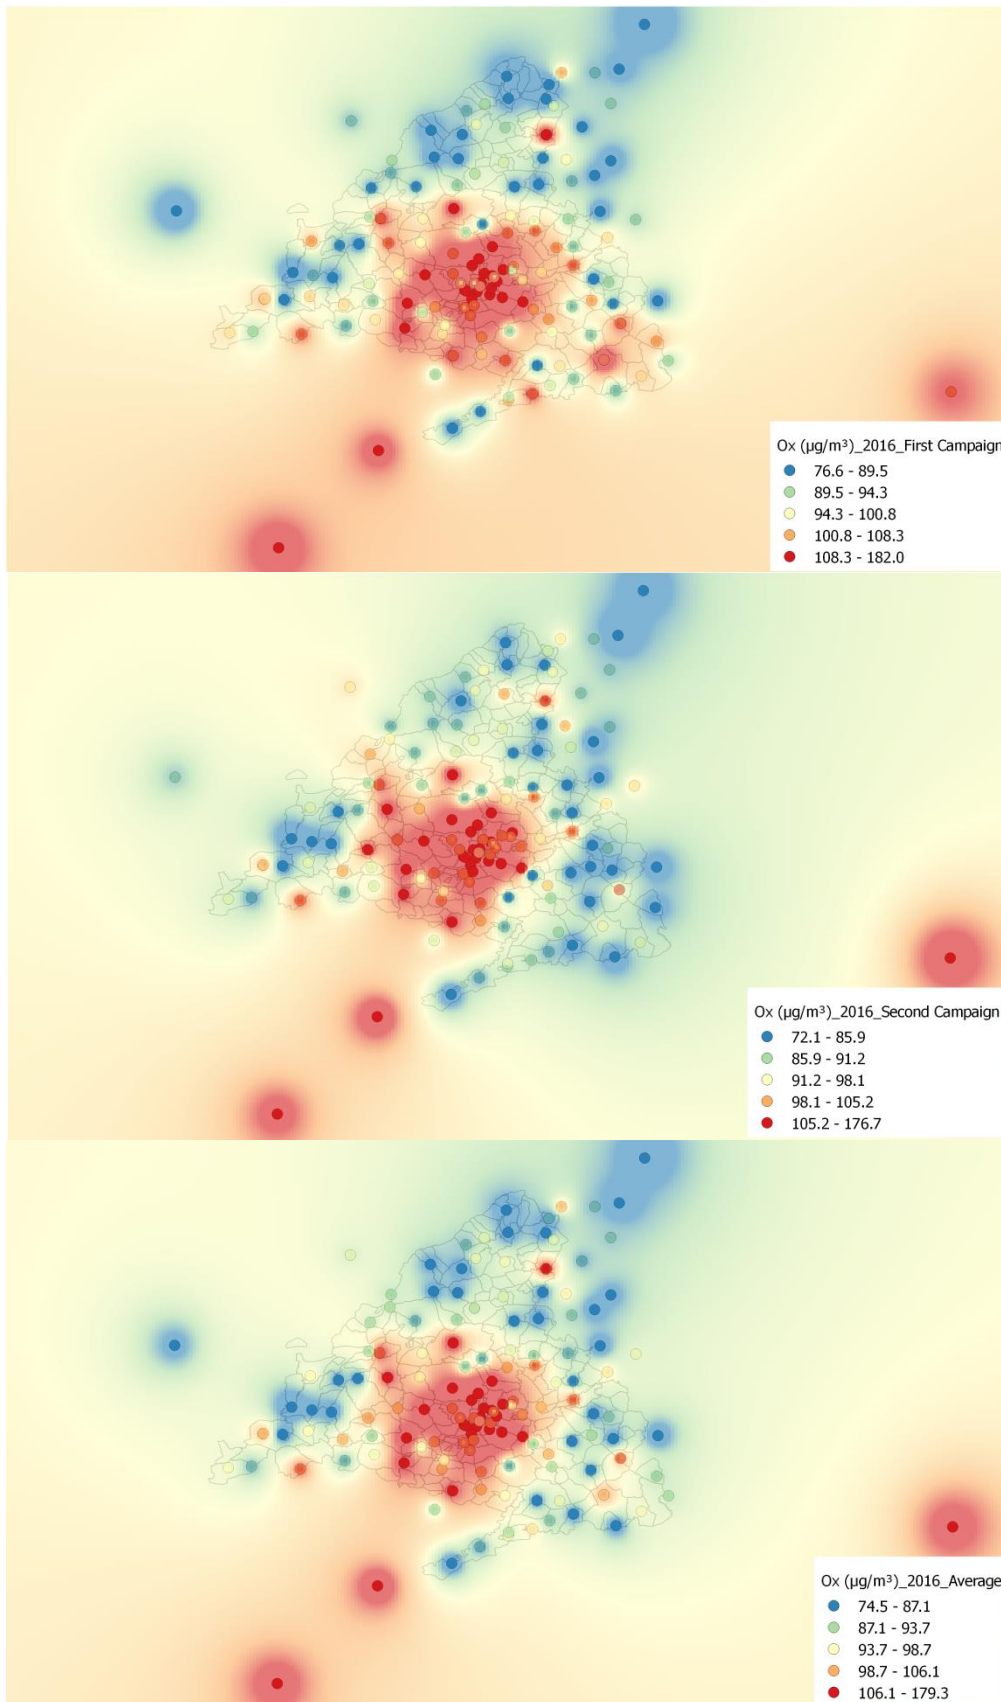 Ox (µg/m³)_2016_First Campaign
76.6 - 89.5
89.5 - 94.3
94.3 - 100.8
100.8 - 108.3
108.3 - 182.0
Ox (µg/m³)_2016_Second Campaign
72.1 - 85.9
85.9 - 91.2
91.2 - 98.1
98.1 - 105.2
105.2 - 176.7
Ox (µg/m³)_2016_Average
74.5 - 87.1
87.1 - 93.7
93.7 - 98.7
98.7 - 106.1
106.1 - 179.3